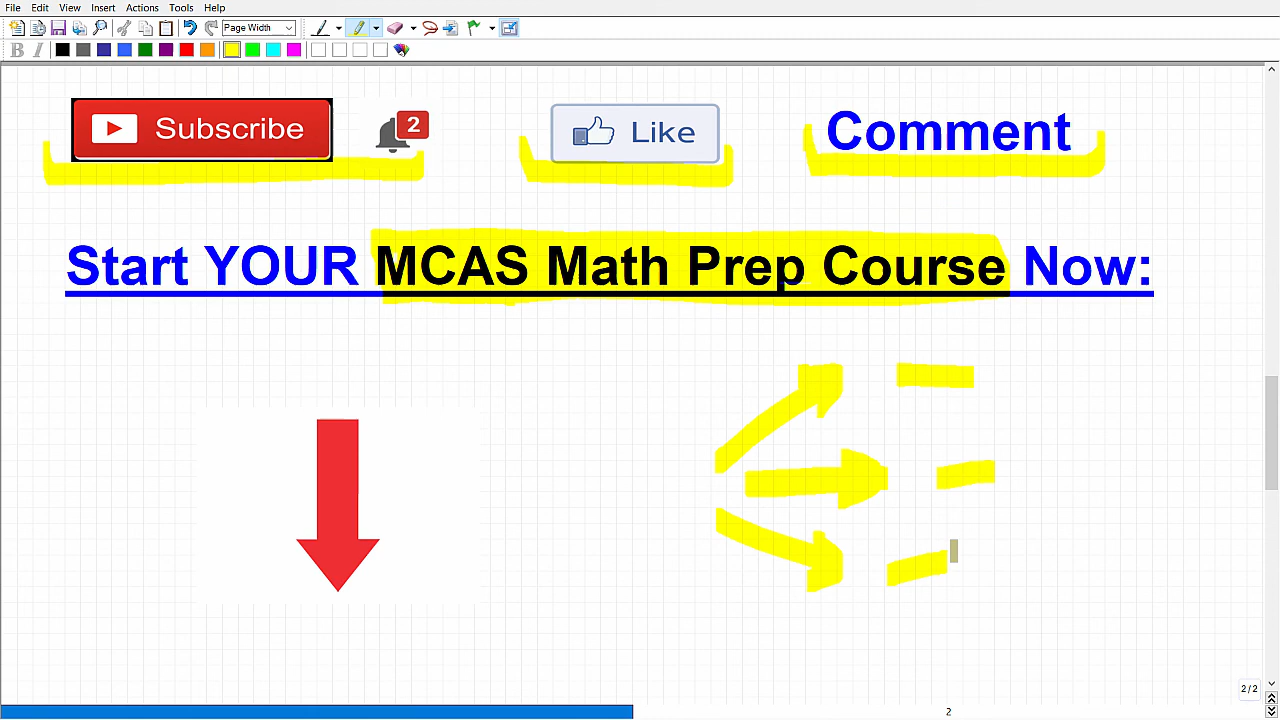 File Edit View Insert Actions Tools Help
Page Width
B I
Subscribe 2 Like Comment
Start YOUR MCAS Math Prep Course Now:
2/2
2